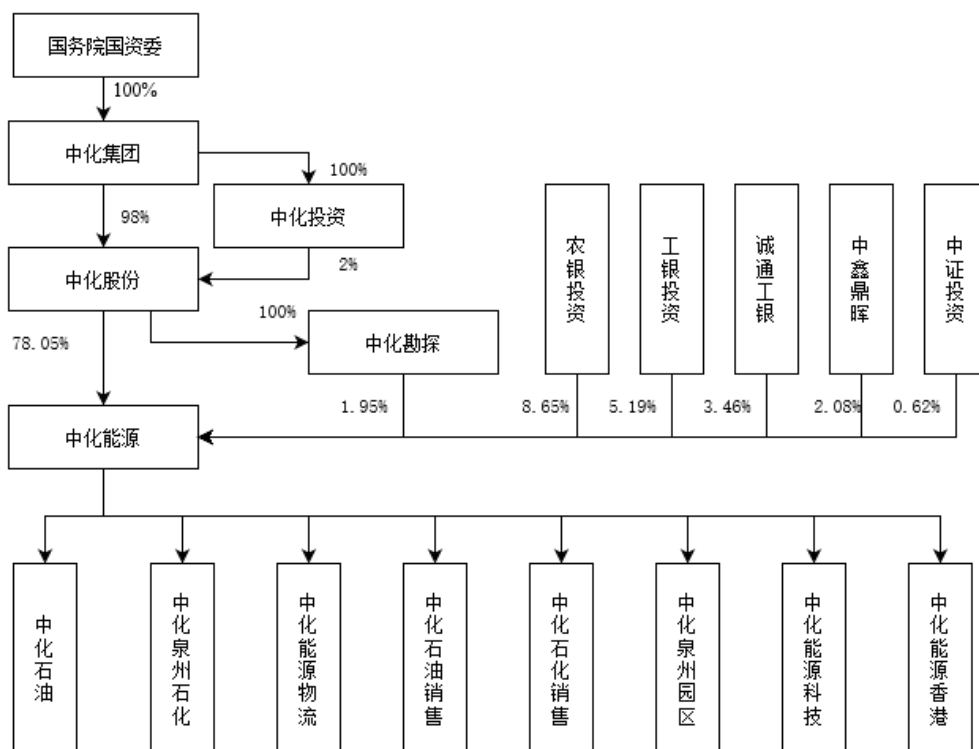 国务院国资委
100%
中化集团
100%
98%
中化投资
2%
中化股份
农银投资
工银投资
诚通工银
中鑫鼎晖
中证投资
78.05%
100%
中化勘探
1.95%
8.65%
5.19%
3.46%
2.08%
0.62%
中化能源
中化石油
中化泉州石化
中化能源物流
中化石油销售
中化石化销售
中化泉州园区
中化能源科技
中化能源香港